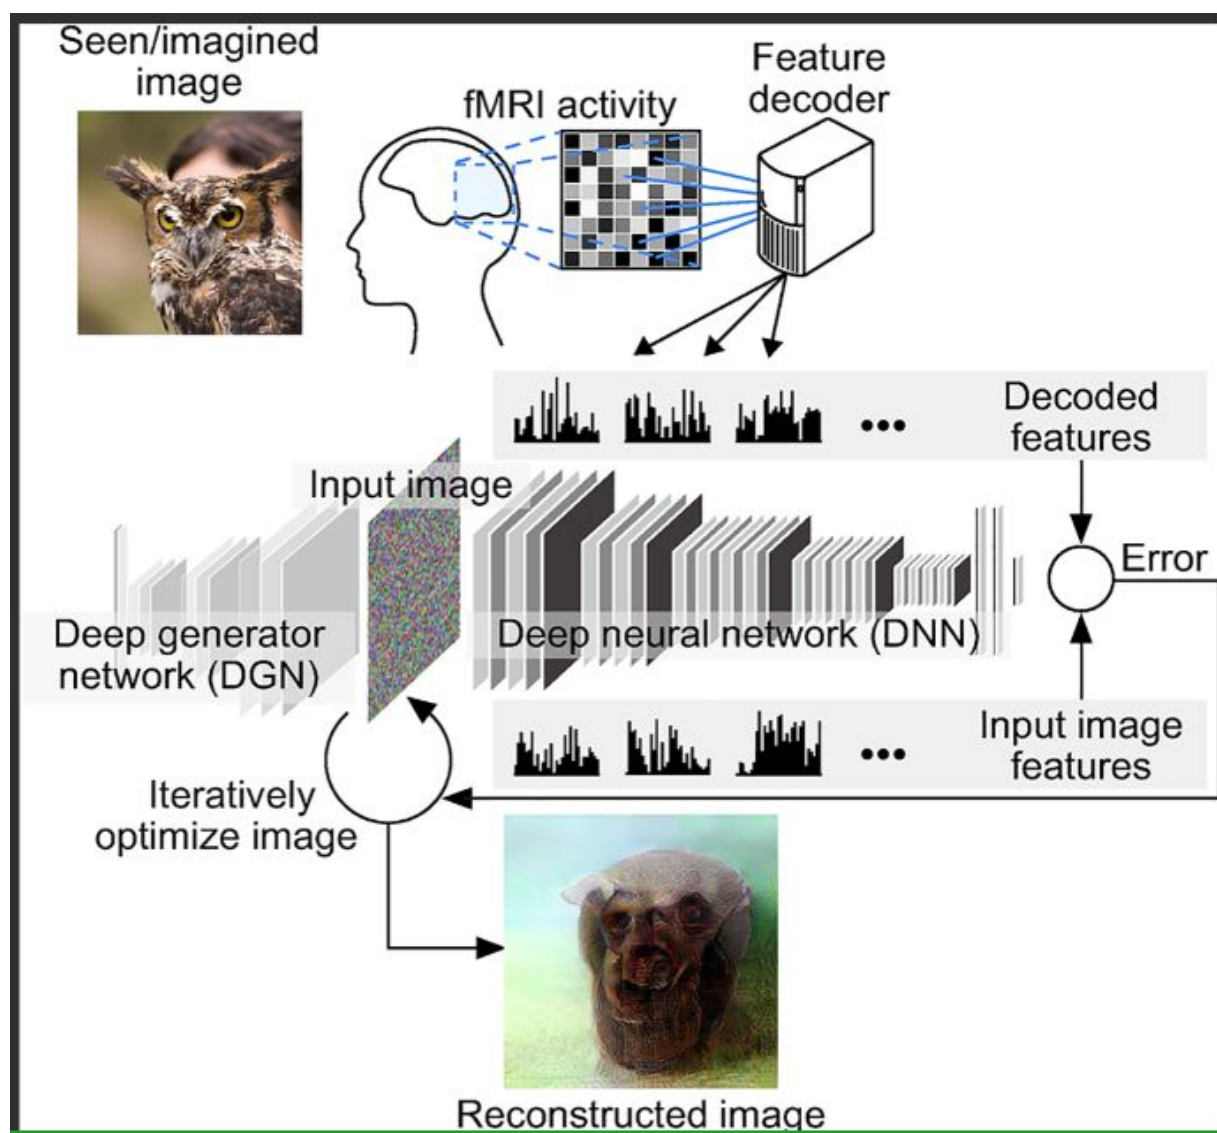 Seen/imagined
image
fMRI activity
Feature
decoder
Decoded
features
Input image
Error
Deep generator
network (DGN)
Deep neural network (DNN)
Input image
features
Iteratively
optimize image
Reconstructed image